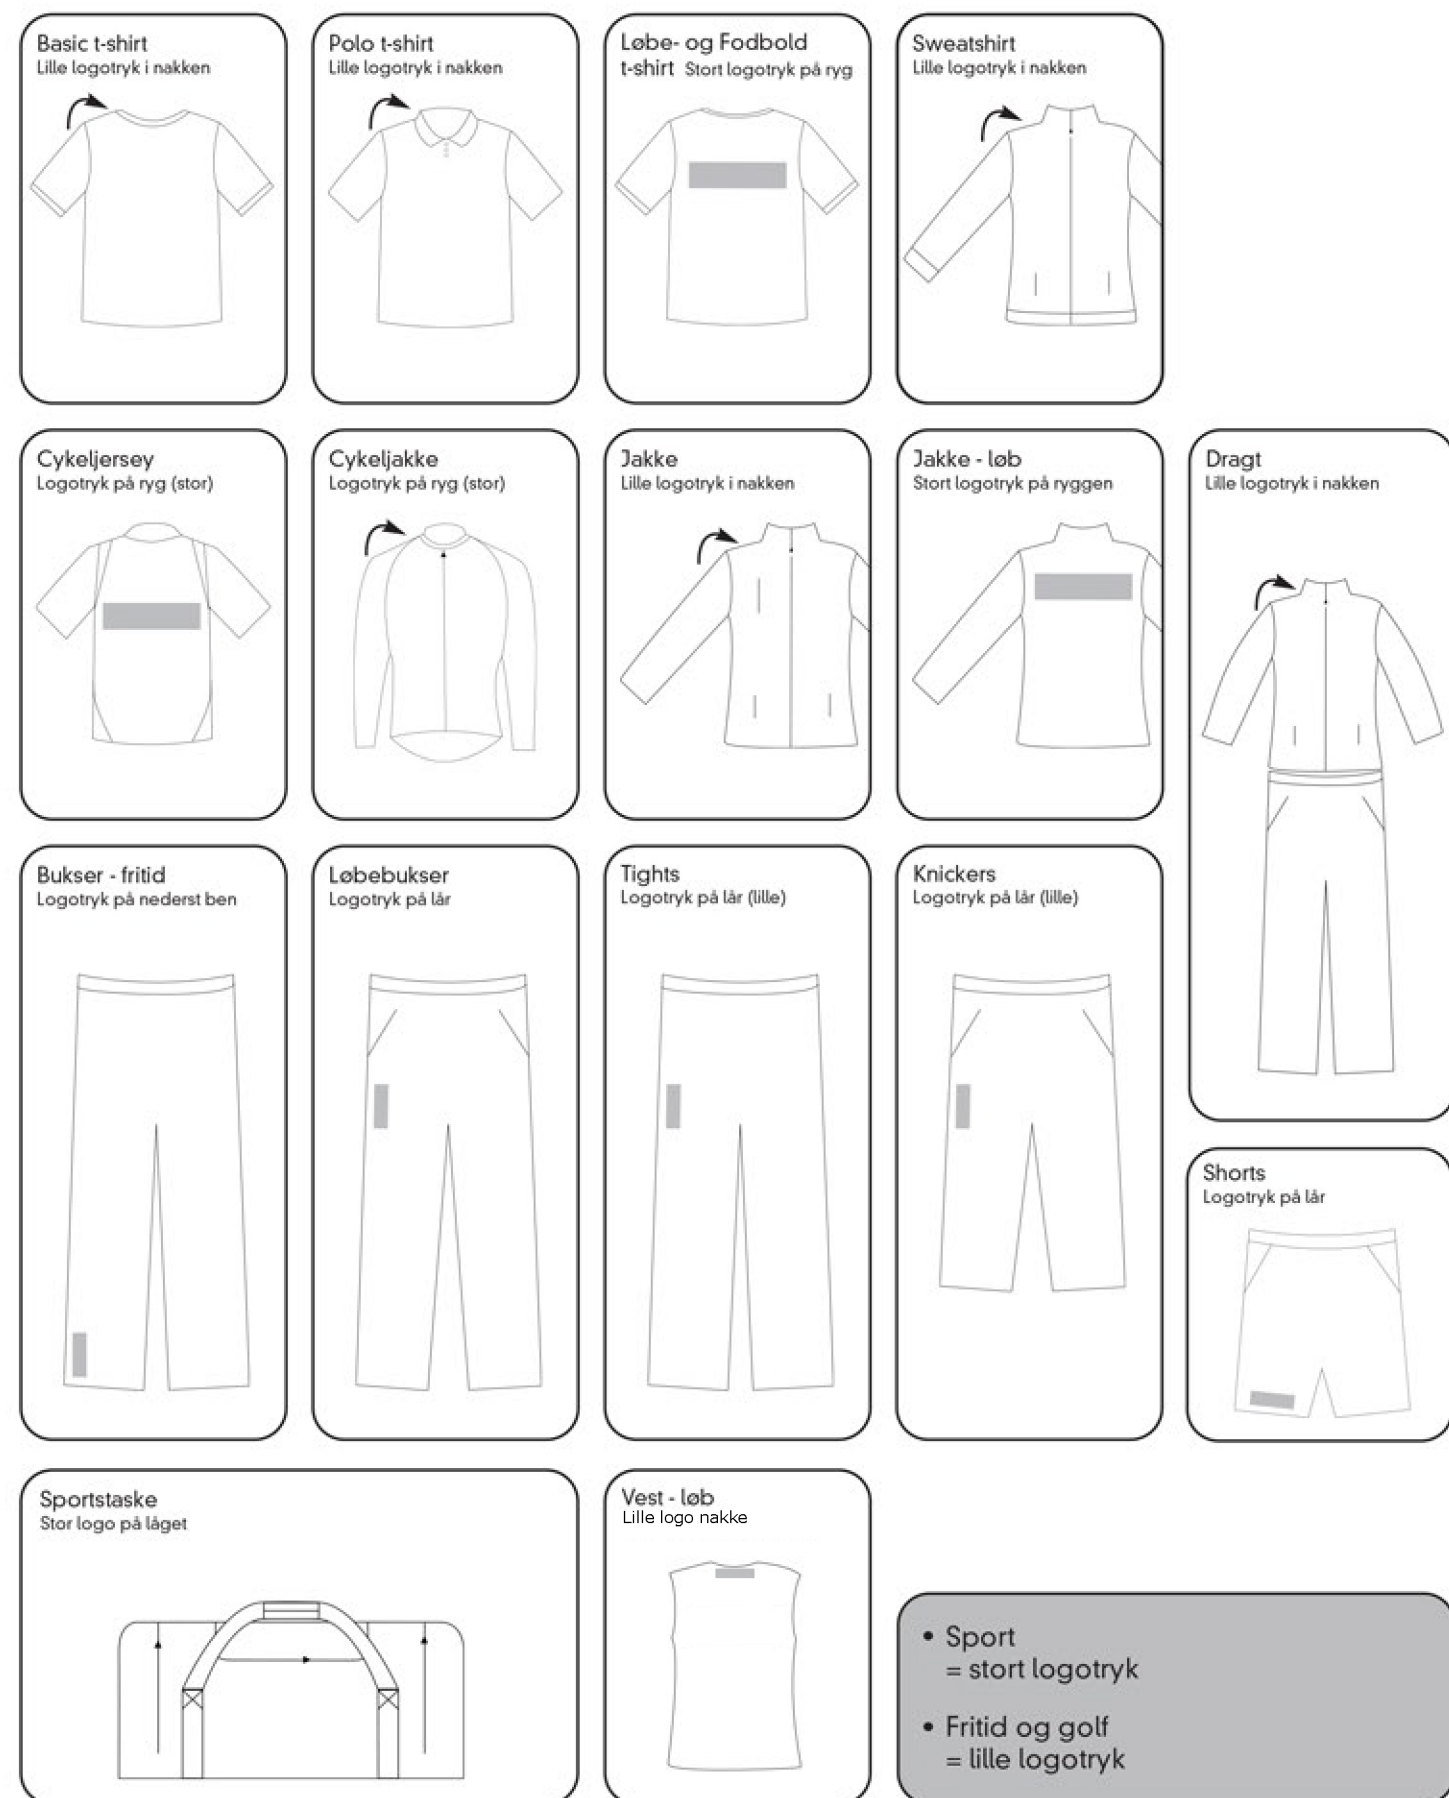 Basic t-shirt
Lille logotryk i nakken
Polo t-shirt
Lille logotryk i nakken
Løbe- og Fodbold
t-shirt Stort logotryk på ryg
Sweatshirt
Lille logotryk i nakken
Cykeljersey
Logotryk på ryg (stor)
Cykeljakke
Logotryk på ryg (stor)
Jakke
Lille logotryk i nakken
Jakke - løb
Stort logotryk på ryggen
Dragt
Lille logotryk i nakken
Bukser - fritid
Logotryk på nederst ben
Løbebukser
Logotryk på lår
Tights
Logotryk på lår (lille)
Knickers
Logotryk på lår (lille)
Shorts
Logotryk på lår
Sportstaske
Stor logo på låget
Vest - løb
Lille logo nakke
• Sport
= stort logotryk
• Fritid og golf
= lille logotryk